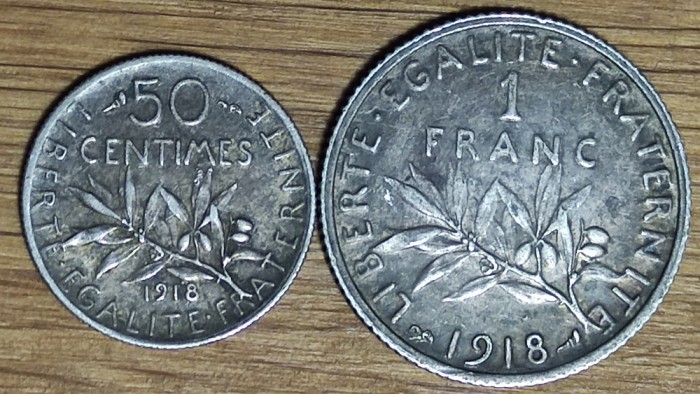 50
CENTIMES
1918
LIBERTE·EGALITE·FRATERNITE
LIBERTE·EGALITE·FRATERNITE
1
FRANC
1918